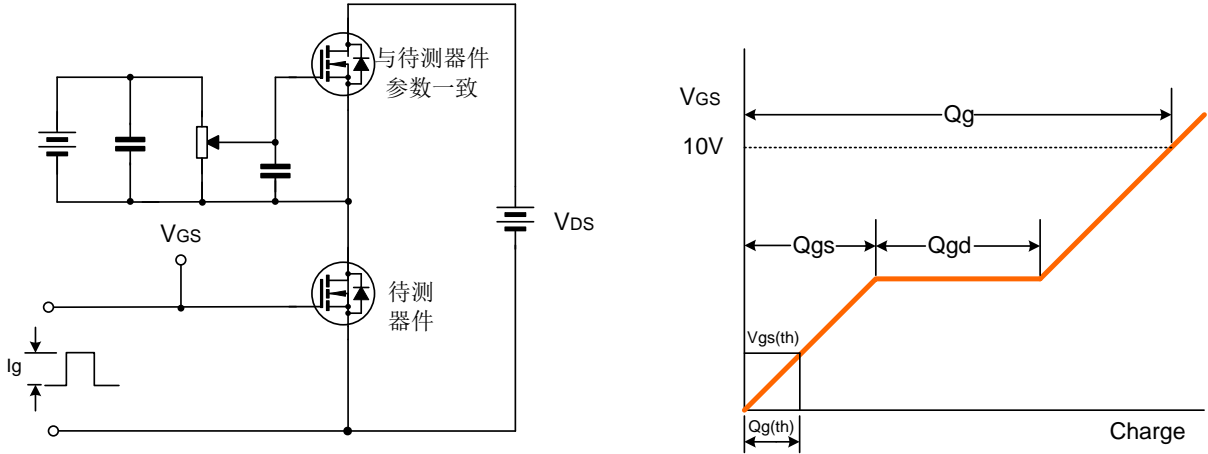 与待测器件
参数一致
VGS
VDS
待测
器件
Ig
VGS
Qg
10V
Qgs
Qgd
Vgs(th)
Qg(th)
Charge